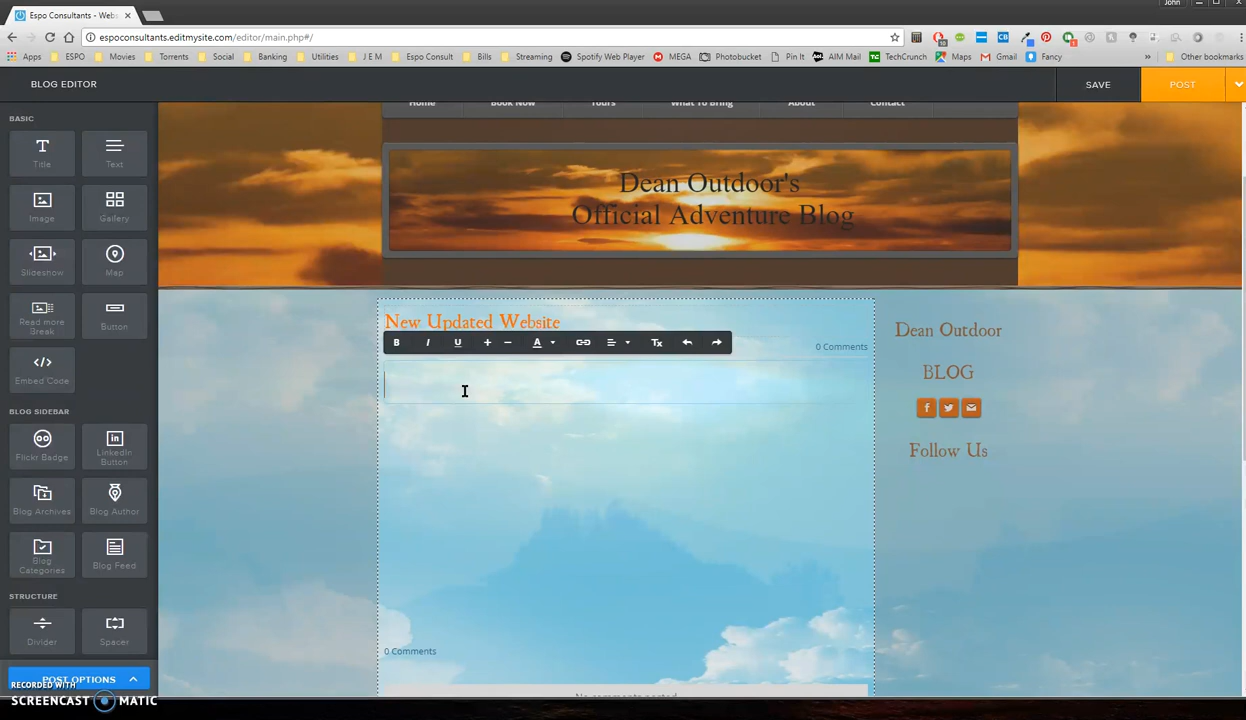 John
Espo Consultants - Web
espoconsultants.editmysite.com/editor/main.php#/
Apps ESPO Movies Torrents Social Banking Utilities J E M Espo Consult Bills Streaming Spotify Web Player MEGA Photobucket Pin It AIM Mail TechCrunch Maps Gmail Fancy » Other bookmarks
BLOG EDITOR SAVE POST
Home Book Now Tours What To Bring About Contact
BASIC
Title Text
Image Gallery
Slideshow Map
Read more Break Button
Embed Code
BLOG SIDEBAR
Flickr Badge LinkedIn Button
Blog Archives Blog Author
Blog Categories Blog Feed
STRUCTURE
Divider Spacer
POST OPTIONS
RECORDED WITH
SCREENCAST MATIC
Dean Outdoor's
Official Adventure Blog
New Updated Website
B I U + − A Tx
0 Comments
0 Comments
No comments posted.
Dean Outdoor
BLOG
Follow Us